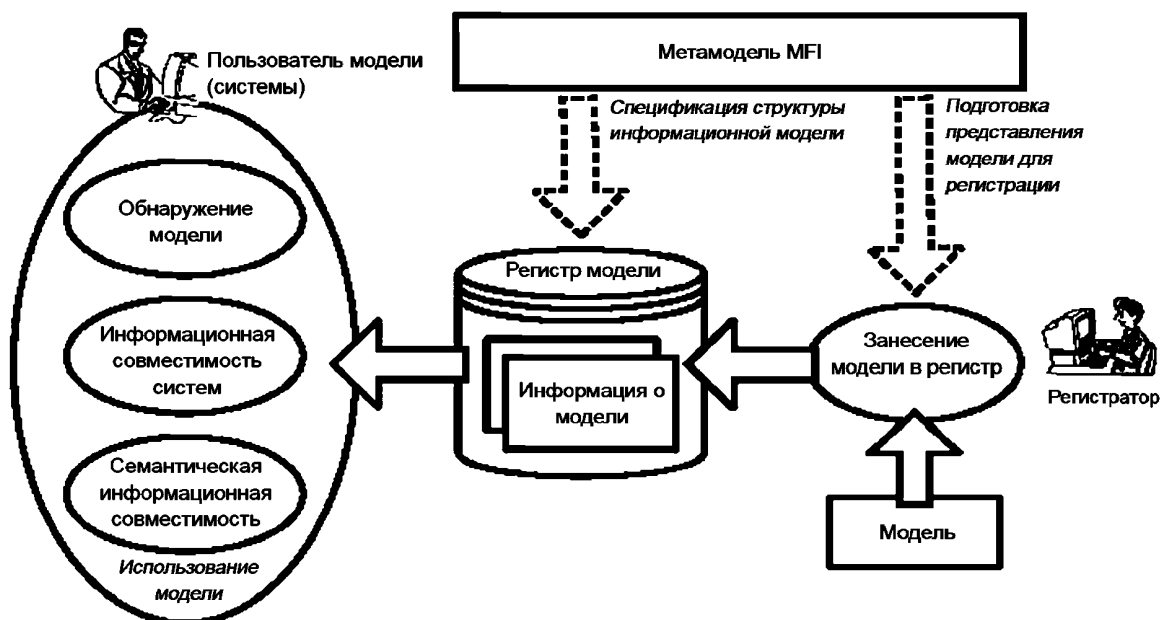 Пользователь модели
(системы)
Метамодель MFI
Спецификация структуры
информационной модели
Подготовка
представления
модели для
регистрации
Обнаружение
модели
Информационная
совместимость
систем
Семантическая
информационная
совместимость
Использование
модели
Регистр модели
Информация о
модели
Занесение
модели в регистр
Регистратор
Модель